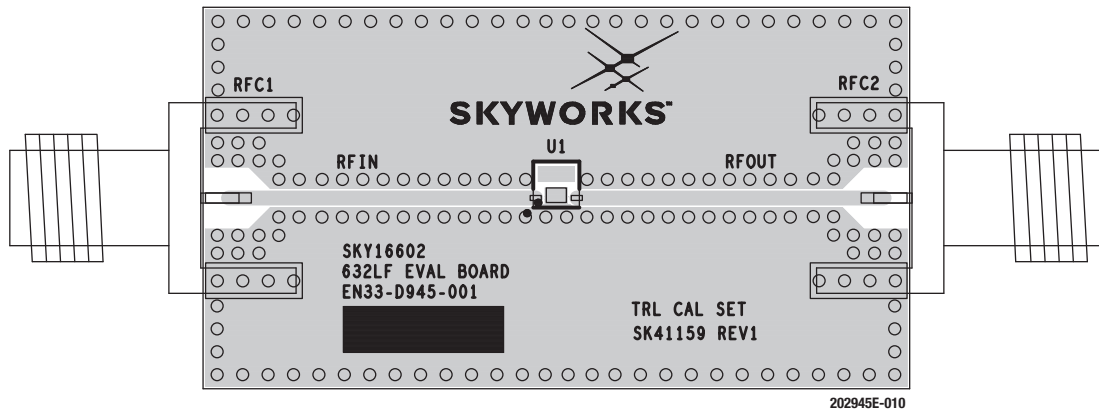 RFC1
RFC2
SKYWORKS
U1
RFIN
RFOUT
SKY16602
632LF EVAL BOARD
EN33-D945-001
TRL CAL SET
SK41159 REV1
202945E-010